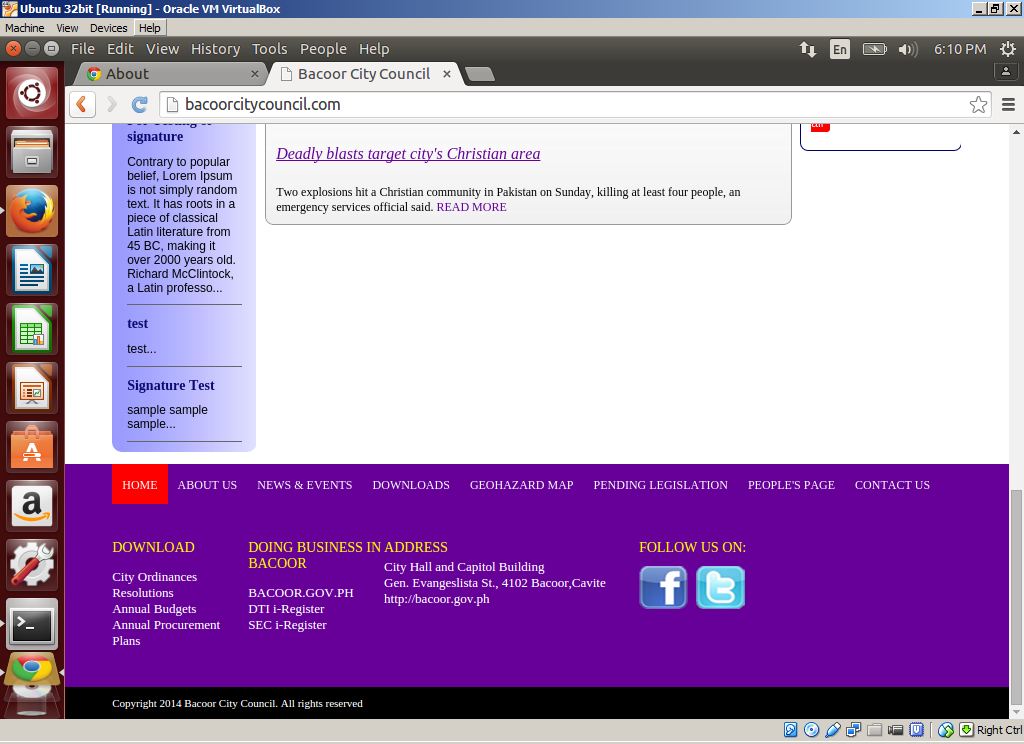 Ubuntu 32bit [Running] - Oracle VM VirtualBox
Machine View Devices Help
File Edit View History Tools People Help
En
6:10 PM
About
Bacoor City Council
bacoorcitycouncil.com
signature
Contrary to popular
belief, Lorem Ipsum
is not simply random
text. It has roots in a
piece of classical
Latin literature from
45 BC, making it
over 2000 years old.
Richard McClintock,
a Latin professo...
test
test...
Signature Test
sample sample
sample...
Deadly blasts target city's Christian area
Two explosions hit a Christian community in Pakistan on Sunday, killing at least four people, an
emergency services official said. READ MORE
HOME ABOUT US NEWS & EVENTS DOWNLOADS GEOHAZARD MAP PENDING LEGISLATION PEOPLE'S PAGE CONTACT US
DOWNLOAD
City Ordinances
Resolutions
Annual Budgets
Annual Procurement
Plans
DOING BUSINESS IN
BACOOR
BACOOR.GOV.PH
DTI i-Register
SEC i-Register
ADDRESS
City Hall and Capitol Building
Gen. Evangeslista St., 4102 Bacoor,Cavite
http://bacoor.gov.ph
FOLLOW US ON:
Copyright 2014 Bacoor City Council. All rights reserved
Right Ctrl